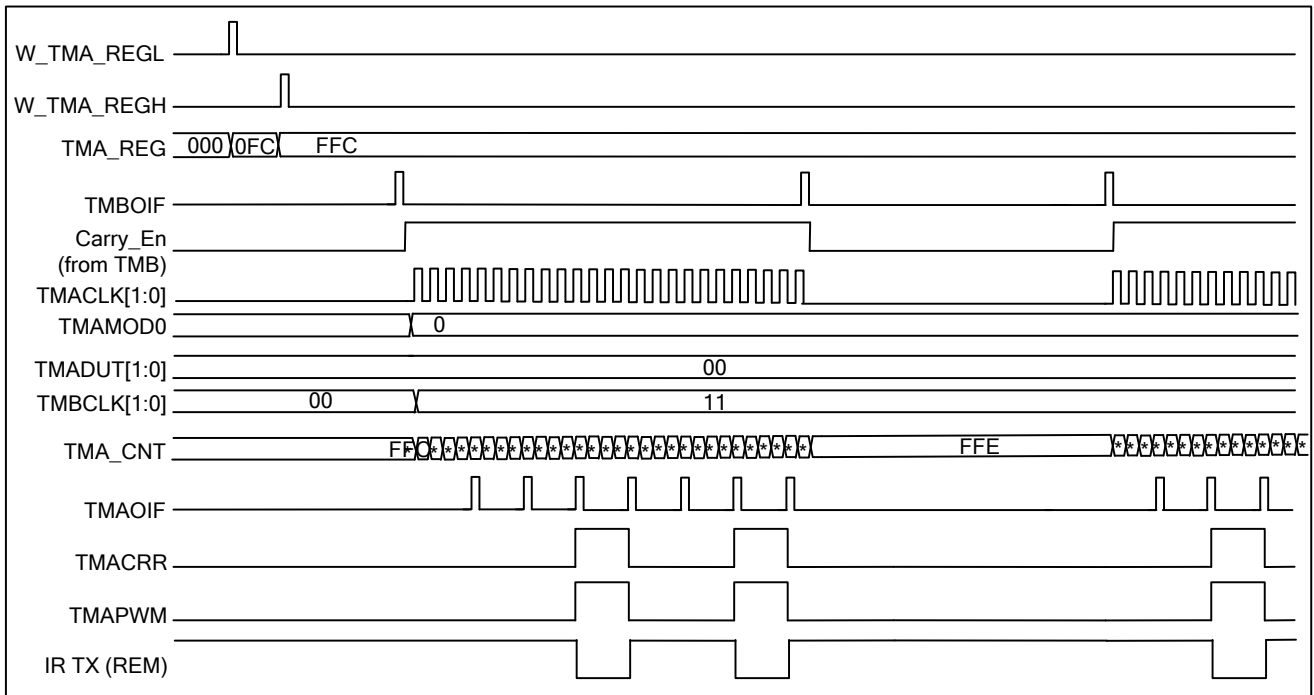 W_TMA_REGL
W_TMA_REGH
TMA_REG 000 0FC FFC
TMBOIF
Carry_En
(from TMB)
TMACLK[1:0]
TMAMOD0 0
TMADUT[1:0] 00
TMBCLK[1:0] 00 11
TMA_CNT FFE
TMAOIF
TMACRR
TMAPWM
IR TX (REM)